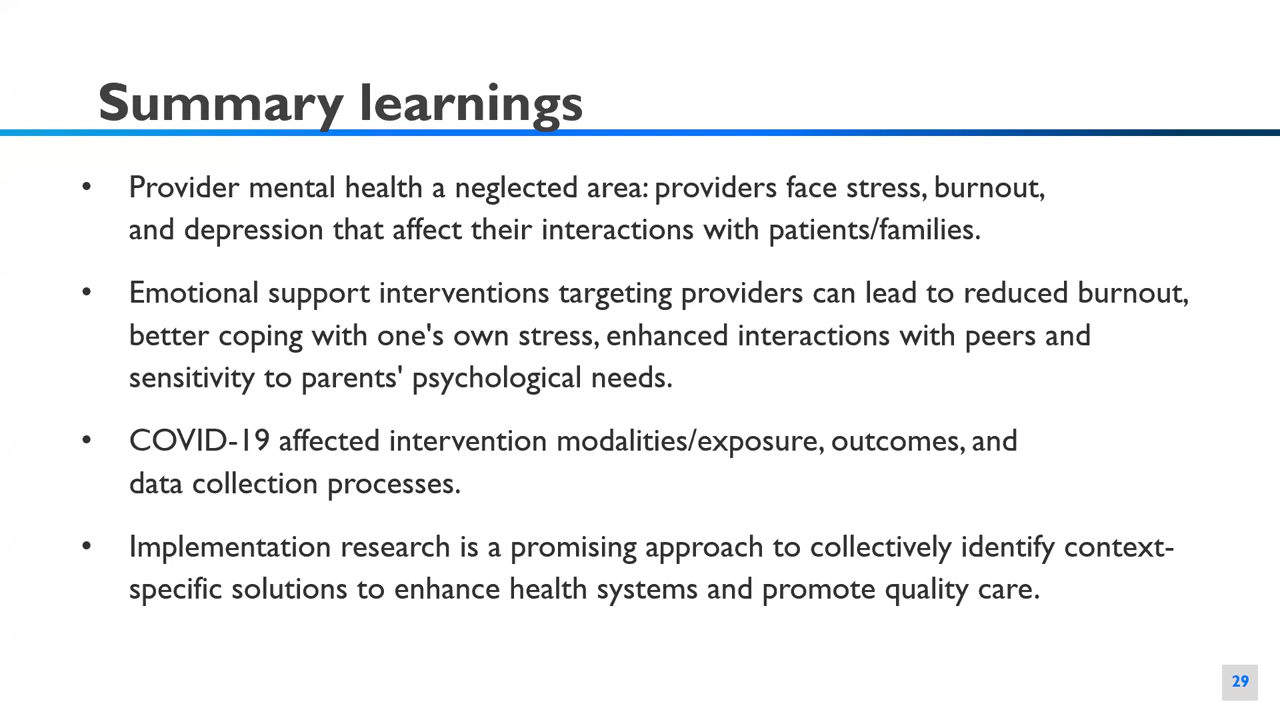 Summary learnings
• Provider mental health a neglected area: providers face stress, burnout,
and depression that affect their interactions with patients/families.
• Emotional support interventions targeting providers can lead to reduced burnout,
better coping with one's own stress, enhanced interactions with peers and
sensitivity to parents' psychological needs.
• COVID-19 affected intervention modalities/exposure, outcomes, and
data collection processes.
• Implementation research is a promising approach to collectively identify context-
specific solutions to enhance health systems and promote quality care.
29